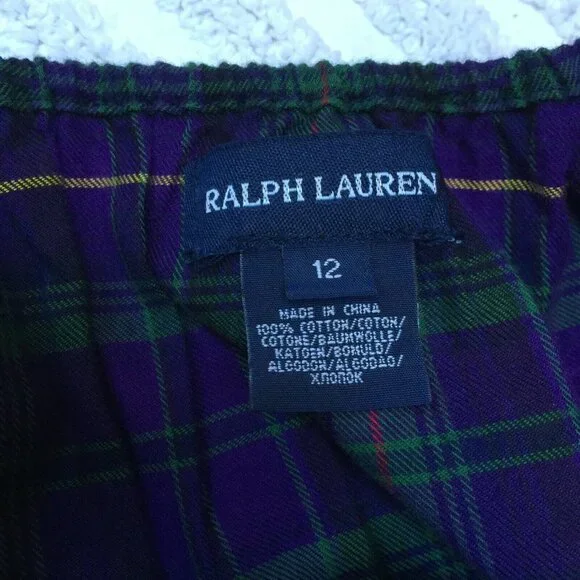 RALPH LAUREN
12
MADE IN CHINA
100% COTTON/COTON/
COTONE/BAUMWOLLE/
KATOEN/BOMULD/
ALGODON/ALGODAO/
ХЛОПОК